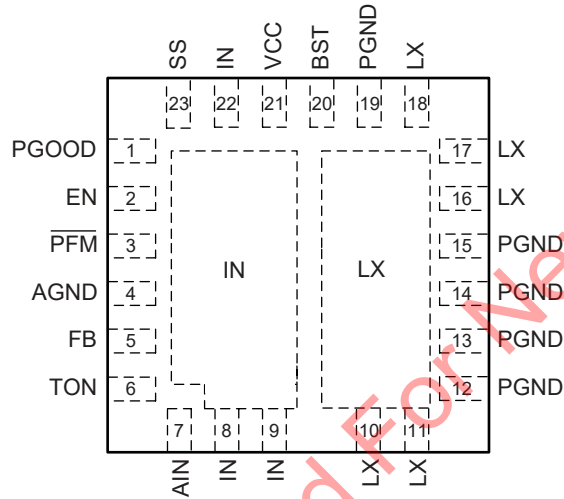 SS IN VCC BST PGND LX
23 22 21 20 19 18
PGOOD 1 17 LX
EN 2 16 LX
PFM 3 15 PGND
IN LX
AGND 4 14 PGND
FB 5 13 PGND
TON 6 12 PGND
7 8 9 10 11
AIN IN IN LX LX
d For Ne